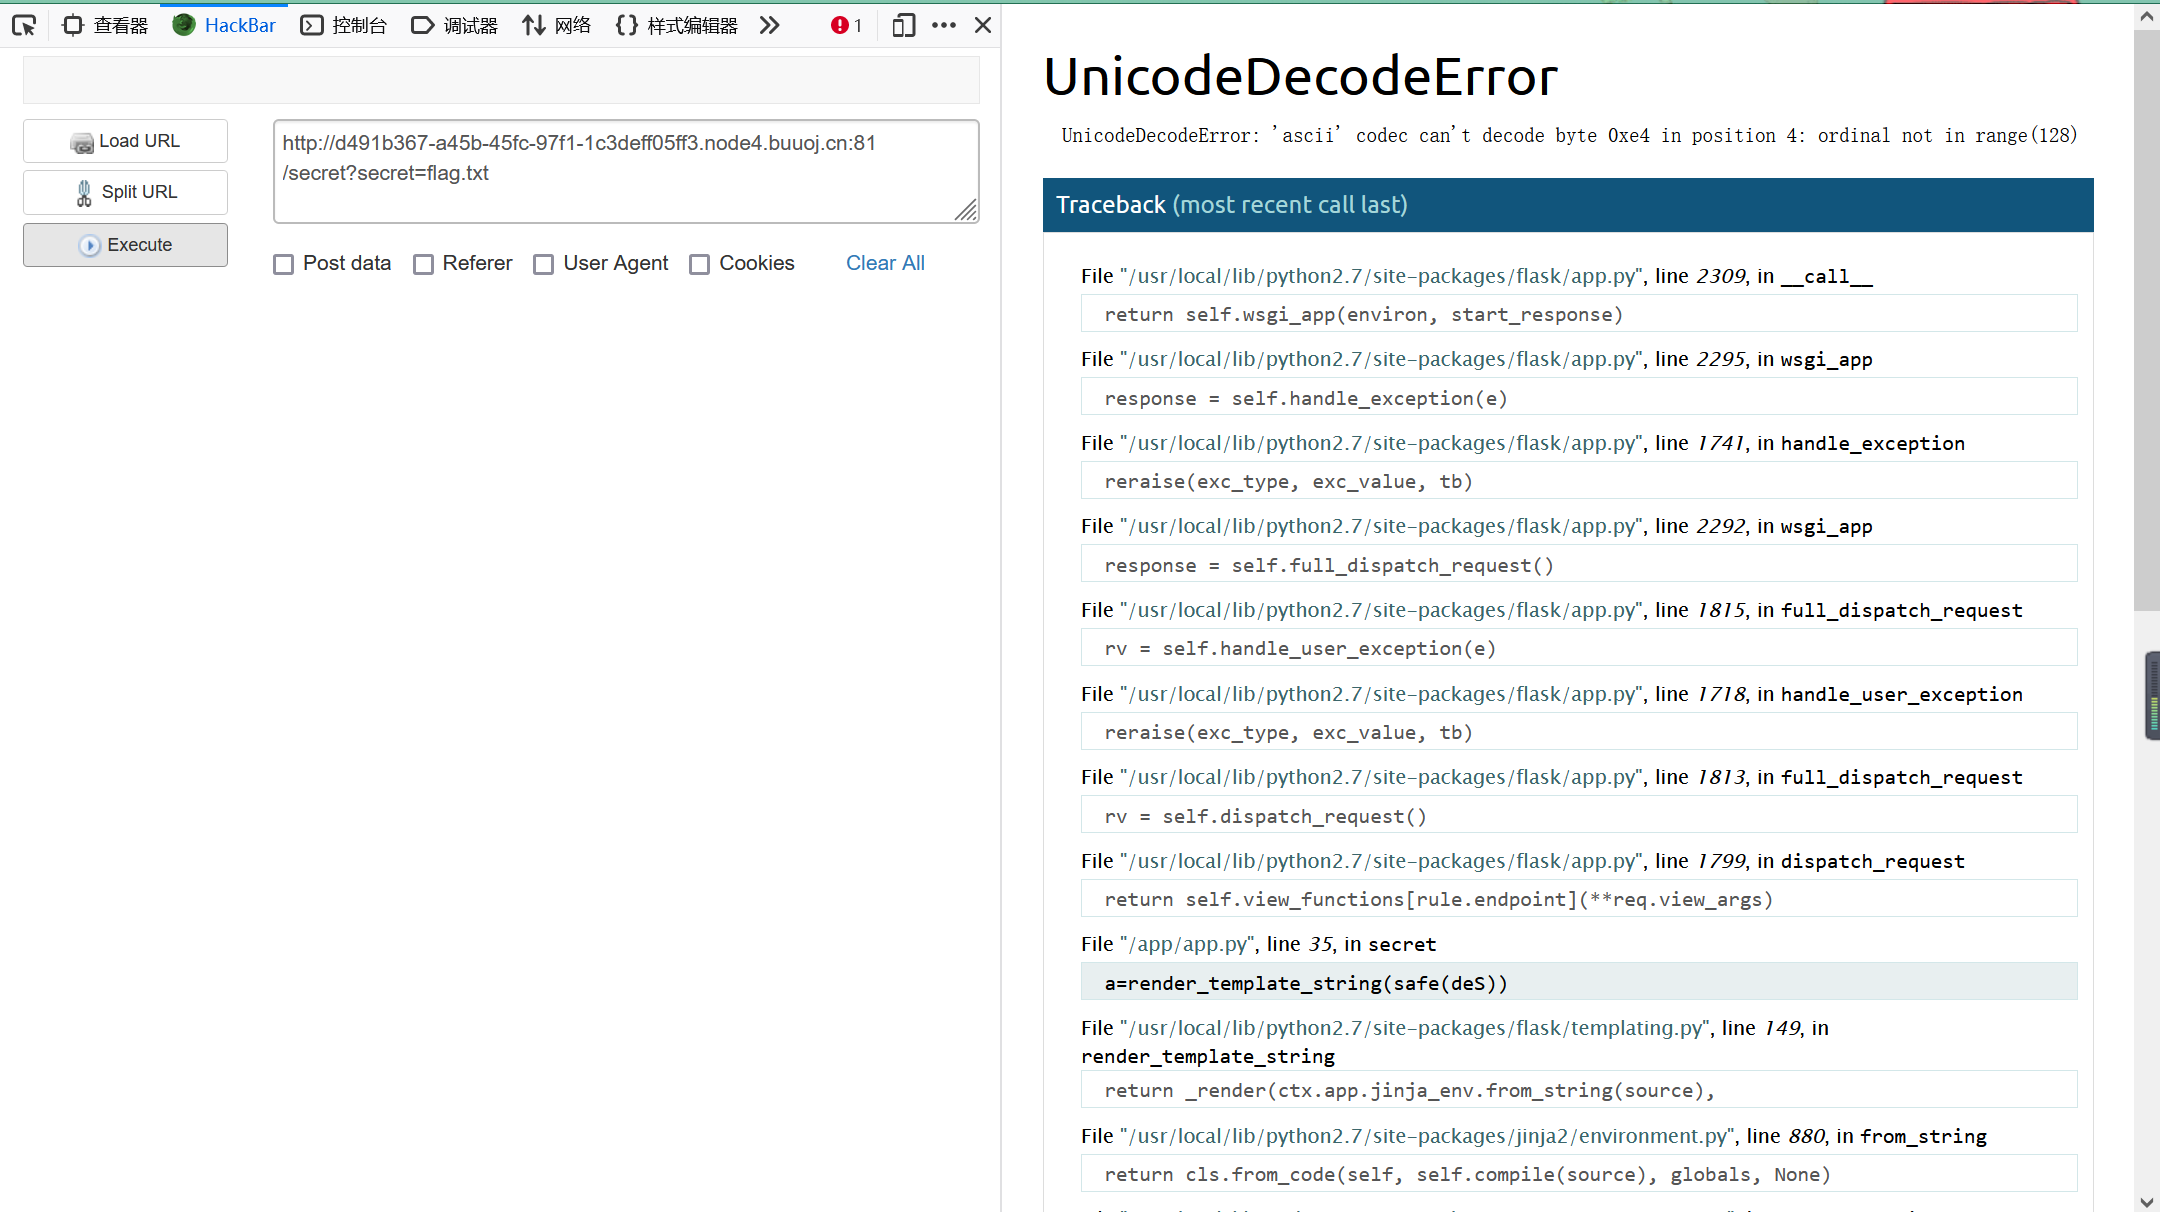 查看器 HackBar 控制台 调试器 网络 样式编辑器 1
Load URL
Split URL
Execute
http://d491b367-a45b-45fc-97f1-1c3deff05ff3.node4.buuoj.cn:81
/secret?secret=flag.txt
Post data Referer User Agent Cookies Clear All
UnicodeDecodeError
UnicodeDecodeError: 'ascii' codec can't decode byte 0xe4 in position 4: ordinal not in range(128)
Traceback (most recent call last)
File "/usr/local/lib/python2.7/site-packages/flask/app.py", line 2309, in __call__
return self.wsgi_app(environ, start_response)
File "/usr/local/lib/python2.7/site-packages/flask/app.py", line 2295, in wsgi_app
response = self.handle_exception(e)
File "/usr/local/lib/python2.7/site-packages/flask/app.py", line 1741, in handle_exception
reraise(exc_type, exc_value, tb)
File "/usr/local/lib/python2.7/site-packages/flask/app.py", line 2292, in wsgi_app
response = self.full_dispatch_request()
File "/usr/local/lib/python2.7/site-packages/flask/app.py", line 1815, in full_dispatch_request
rv = self.handle_user_exception(e)
File "/usr/local/lib/python2.7/site-packages/flask/app.py", line 1718, in handle_user_exception
reraise(exc_type, exc_value, tb)
File "/usr/local/lib/python2.7/site-packages/flask/app.py", line 1813, in full_dispatch_request
rv = self.dispatch_request()
File "/usr/local/lib/python2.7/site-packages/flask/app.py", line 1799, in dispatch_request
return self.view_functions[rule.endpoint](**req.view_args)
File "/app/app.py", line 35, in secret
a=render_template_string(safe(deS))
File "/usr/local/lib/python2.7/site-packages/flask/templating.py", line 149, in
render_template_string
return _render(ctx.app.jinja_env.from_string(source),
File "/usr/local/lib/python2.7/site-packages/jinja2/environment.py", line 880, in from_string
return cls.from_code(self, self.compile(source), globals, None)